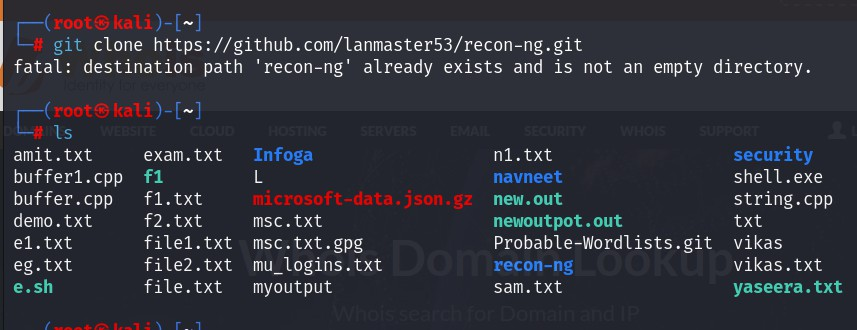 ┌──(root㉿kali)-[~]
└─# git clone https://github.com/lanmaster53/recon-ng.git
fatal: destination path 'recon-ng' already exists and is not an empty directory.
┌──(root㉿kali)-[~]
└─# ls
DOMAIN WEBSITE CLOUD HOSTING SERVERS EMAIL SECURITY WHOIS SUPPORT
amit.txt exam.txt Infoga n1.txt security
buffer1.cpp f1 L navneet shell.exe
buffer.cpp f1.txt microsoft-data.json.gz new.out string.cpp
demo.txt f2.txt msc.txt newoutpot.out txt
e1.txt file1.txt msc.txt.gpg Probable-Wordlists.git vikas
Whois Domain Lookup
eg.txt file2.txt mu_logins.txt recon-ng vikas.txt
e.sh file.txt myoutput sam.txt yaseera.txt
Whois search for Domain and IP
┌──(root㉿kali)-[~]